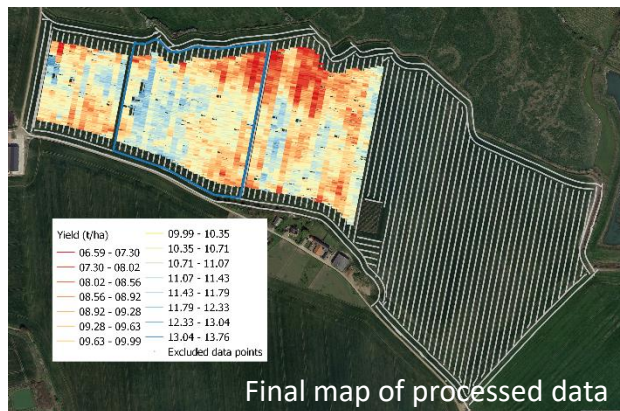 Yield (t/ha)
06.59 - 07.30
07.30 - 08.02
08.02 - 08.56
08.56 - 08.92
08.92 - 09.28
09.28 - 09.63
09.63 - 09.99
09.99 - 10.35
10.35 - 10.71
10.71 - 11.07
11.07 - 11.43
11.43 - 11.79
11.79 - 12.33
12.33 - 13.04
13.04 - 13.76
Excluded data points
Final map of processed data